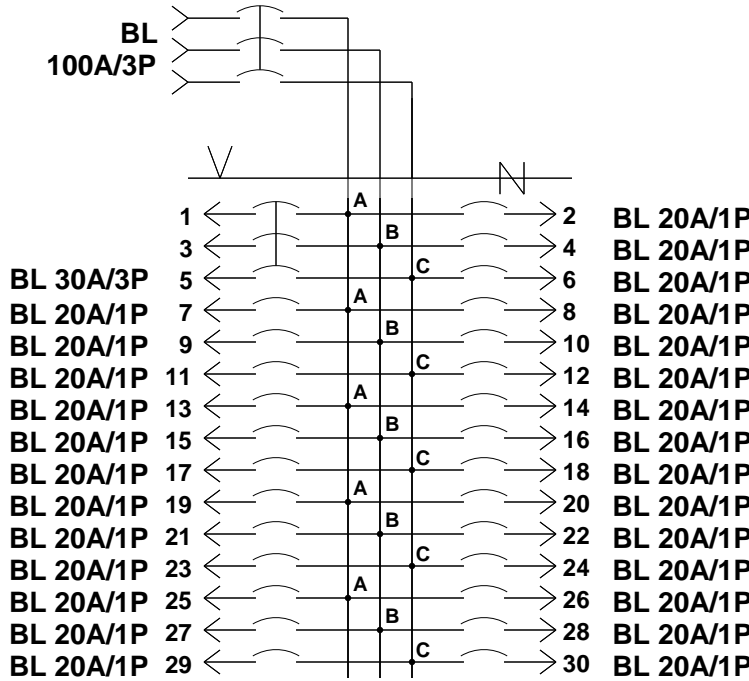 BL
100A/3P
A
1 2 BL 20A/1P
B
3 4 BL 20A/1P
C
BL 30A/3P 5 6 BL 20A/1P
A
BL 20A/1P 7 8 BL 20A/1P
B
BL 20A/1P 9 10 BL 20A/1P
C
BL 20A/1P 11 12 BL 20A/1P
A
BL 20A/1P 13 14 BL 20A/1P
B
BL 20A/1P 15 16 BL 20A/1P
C
BL 20A/1P 17 18 BL 20A/1P
A
BL 20A/1P 19 20 BL 20A/1P
B
BL 20A/1P 21 22 BL 20A/1P
C
BL 20A/1P 23 24 BL 20A/1P
A
BL 20A/1P 25 26 BL 20A/1P
B
BL 20A/1P 27 28 BL 20A/1P
C
BL 20A/1P 29 30 BL 20A/1P